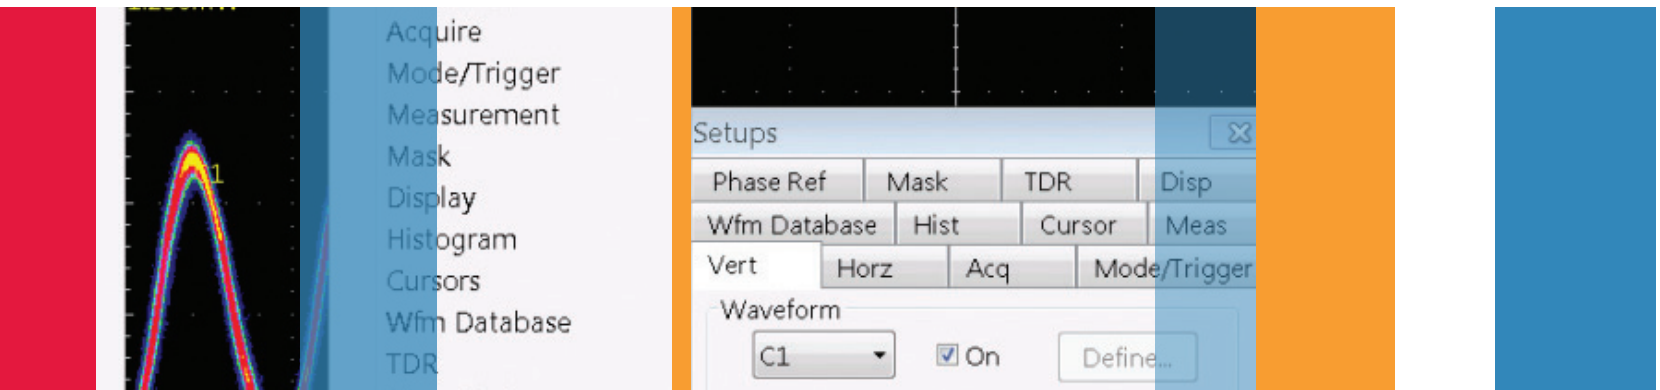 Acquire
Mode/Trigger
Measurement
Mask
Display
Histogram
Cursors
Wfm Database
TDR
1
Setups
Phase Ref Mask TDR Disp
Wfm Database Hist Cursor Meas
Vert Horz Acq Mode/Trigger
Waveform
C1 On Define...